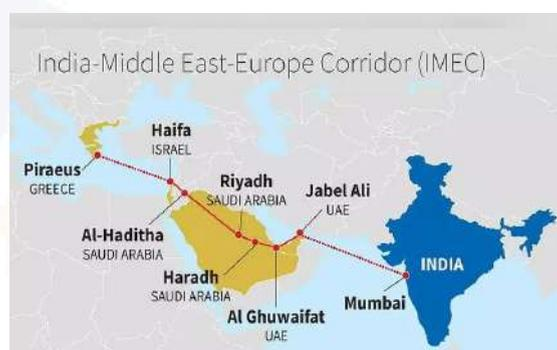 India-Middle East-Europe Corridor (IMEC)
Haifa
ISRAEL
Piraeus
GREECE
Riyadh
SAUDI ARABIA
Jabel Ali
UAE
Al-Haditha
SAUDI ARABIA
INDIA
Haradh
SAUDI ARABIA
Mumbai
Al Ghuwaifat
UAE